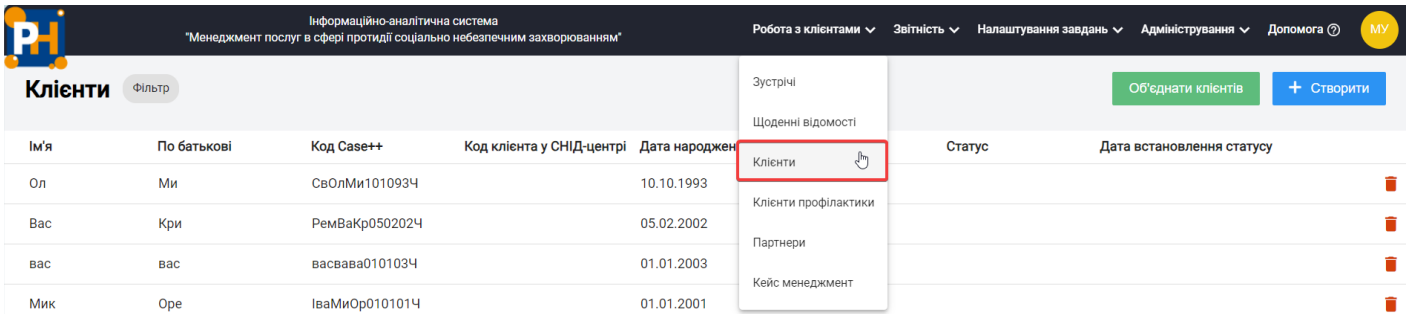 PH
Інформаційно-аналітична система
"Менеджмент послуг в сфері протидії соціально небезпечним захворюванням"
Робота з клієнтами Звітність Налаштування завдань Адміністрування Допомога МУ
Клієнти Фільтр Об'єднати клієнтів + Створити
Зустрічі
Щоденні відомості
Клієнти
Клієнти профілактики
Партнери
Кейс менеджмент
Ім'я По батькові Код Case++ Код клієнта у СНІД-центрі Дата народжен Статус Дата встановлення статусу
Ол Ми СвОлМи101093Ч 10.10.1993
Вас Кри РемВаКр050202Ч 05.02.2002
вас вас васвава010103Ч 01.01.2003
Мик Оре ІваМиОр010101Ч 01.01.2001